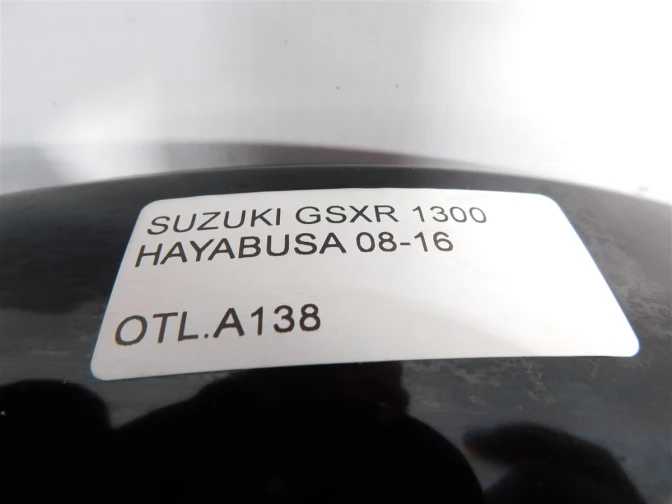 SUZUKI GSXR 1300
HAYABUSA 08-16
OTL.A138